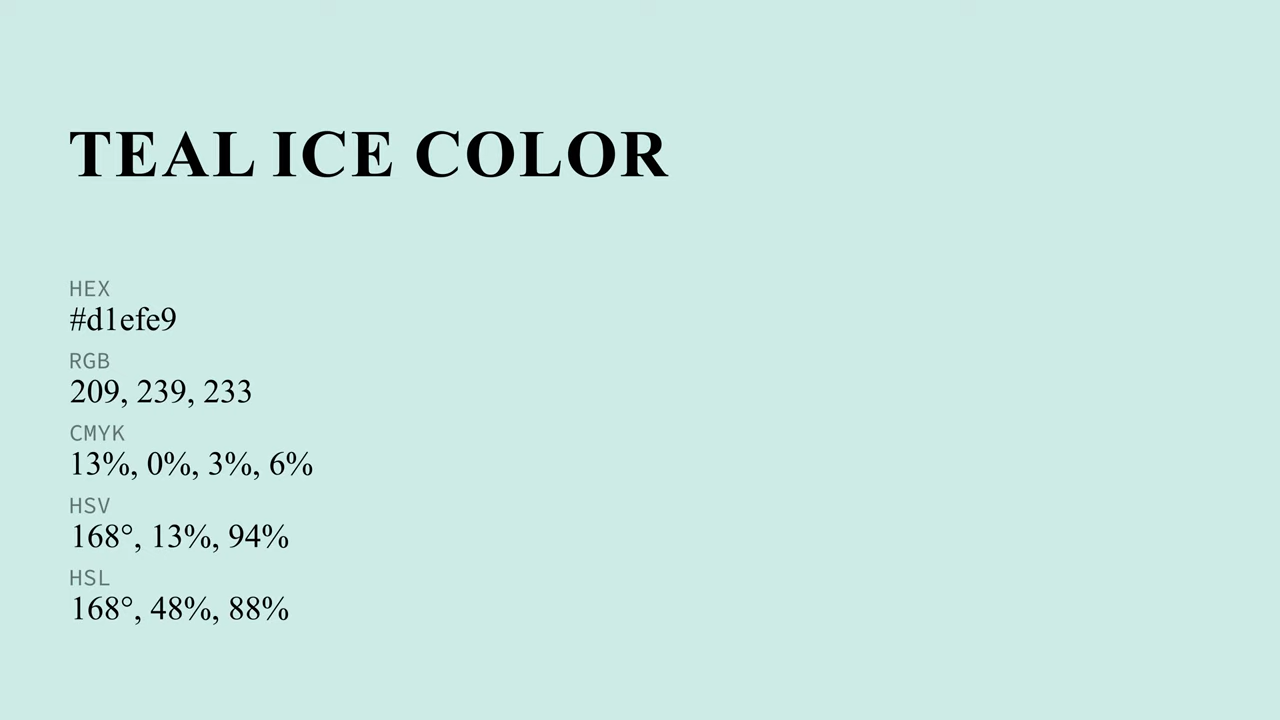 TEAL ICE COLOR
HEX
#d1efe9
RGB
209, 239, 233
CMYK
13%, 0%, 3%, 6%
HSV
168°, 13%, 94%
HSL
168°, 48%, 88%